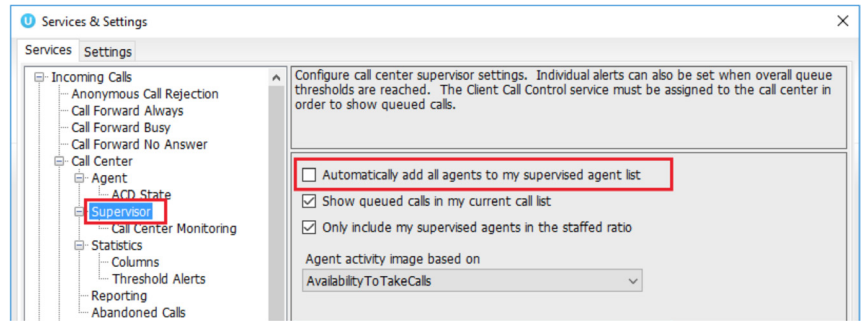 Services & Settings
Services Settings
Incoming Calls
Anonymous Call Rejection
Call Forward Always
Call Forward Busy
Call Forward No Answer
Call Center
Agent
ACD State
Supervisor
Call Center Monitoring
Statistics
Columns
Threshold Alerts
Reporting
Abandoned Calls
Configure call center supervisor settings. Individual alerts can also be set when overall queue
thresholds are reached. The Client Call Control service must be assigned to the call center in
order to show queued calls.
Automatically add all agents to my supervised agent list
Show queued calls in my current call list
Only include my supervised agents in the staffed ratio
Agent activity image based on
AvailabilityToTakeCalls